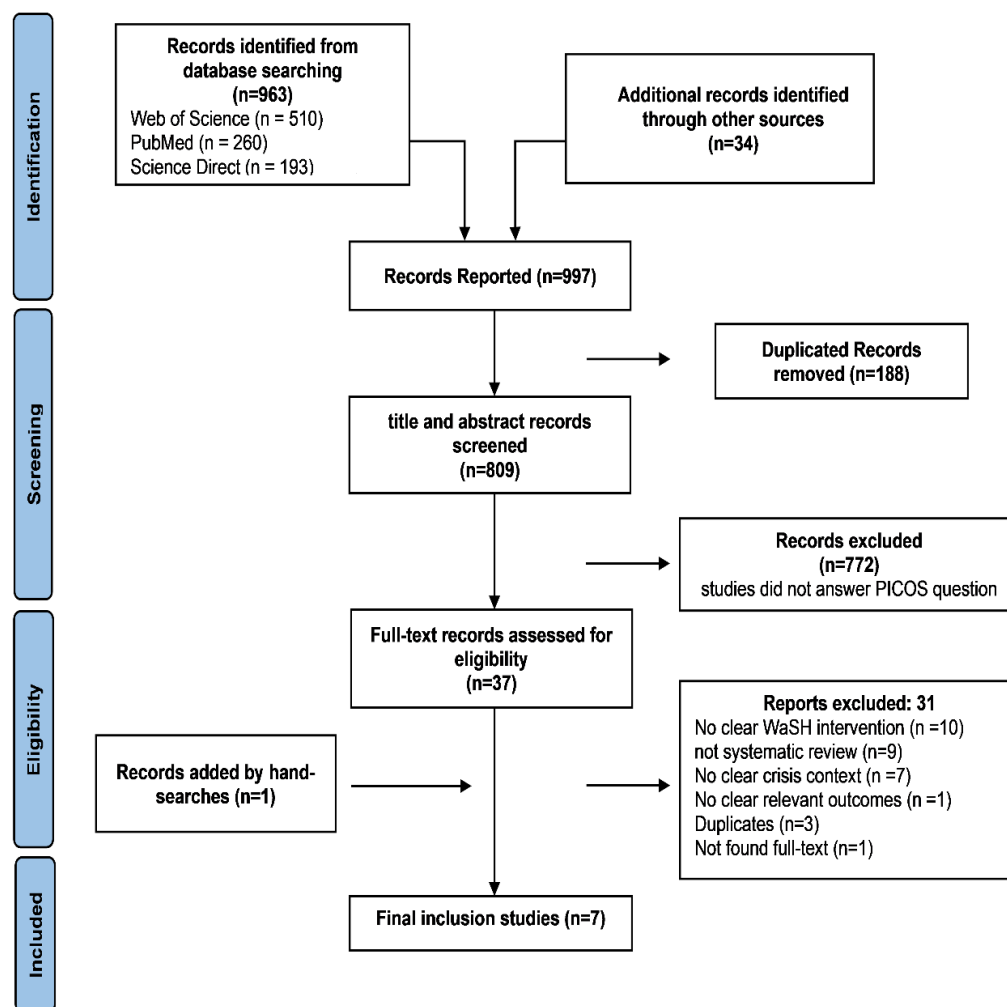 Identification
Records identified from
database searching
(n=963)
Web of Science (n = 510)
PubMed (n = 260)
Science Direct (n = 193)
Additional records identified
through other sources
(n=34)
Records Reported (n=997)
Screening
Duplicated Records
removed (n=188)
title and abstract records
screened
(n=809)
Records excluded
(n=772)
studies did not answer PICOS question
Eligibility
Full-text records assessed for
eligibility
(n=37)
Reports excluded: 31
No clear WaSH intervention (n =10)
not systematic review (n=9)
No clear crisis context (n =7)
No clear relevant outcomes (n =1)
Duplicates (n=3)
Not found full-text (n=1)
Records added by hand-
searches (n=1)
Included
Final inclusion studies (n=7)